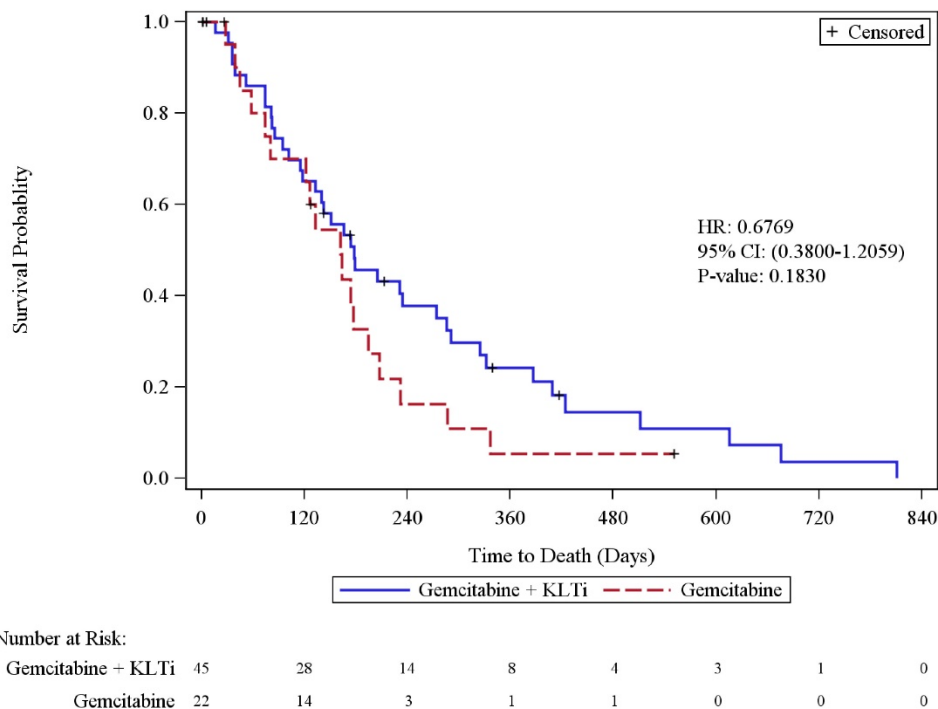 1.0
0.8
0.6
0.4
0.2
0.0
Survival Probablity
+ Censored
HR: 0.6769
95% CI: (0.3800-1.2059)
P-value: 0.1830
0 120 240 360 480 600 720 840
Time to Death (Days)
Gemcitabine + KLTi Gemcitabine
Number at Risk:
Gemcitabine + KLTi 45 28 14 8 4 3 1 0
Gemcitabine 22 14 3 1 1 0 0 0